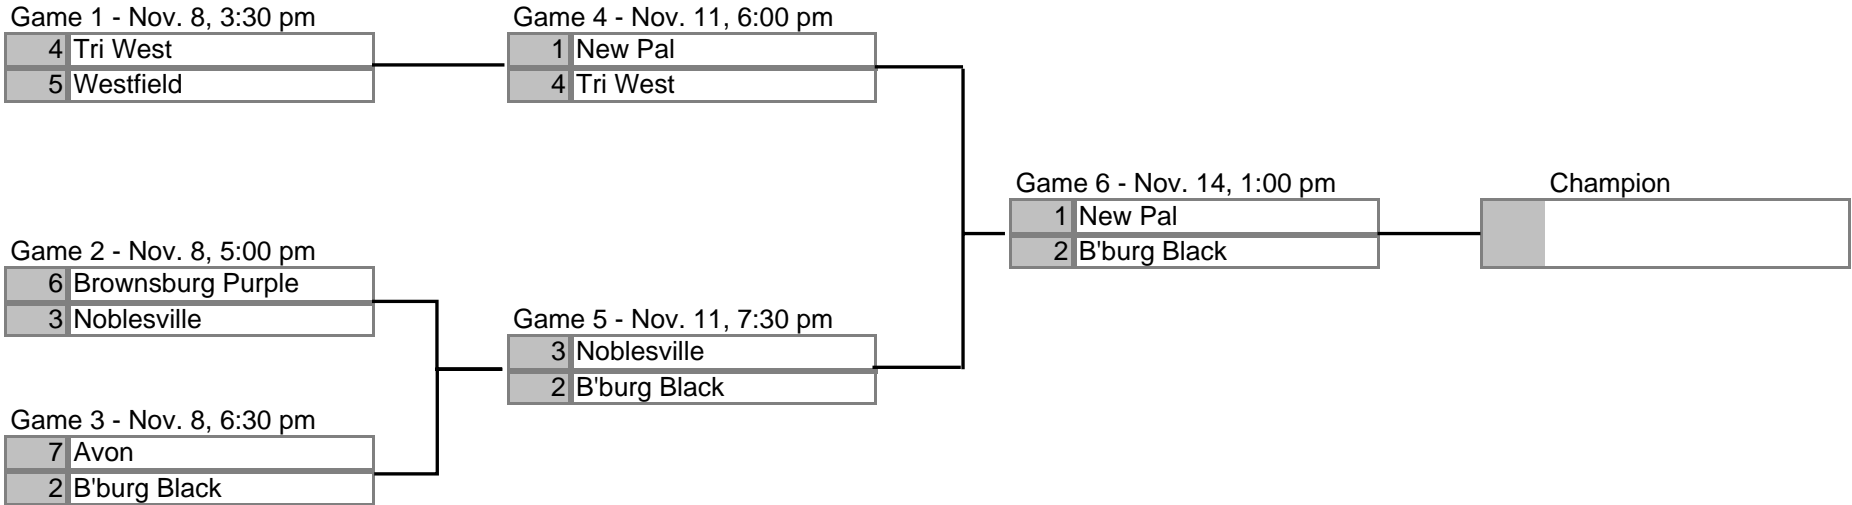 Game 1 - Nov. 8, 3:30 pm
4 Tri West
5 Westfield
Game 2 - Nov. 8, 5:00 pm
6 Brownsburg Purple
3 Noblesville
Game 3 - Nov. 8, 6:30 pm
7 Avon
2 B'burg Black
Game 4 - Nov. 11, 6:00 pm
1 New Pal
4 Tri West
Game 5 - Nov. 11, 7:30 pm
3 Noblesville
2 B'burg Black
Game 6 - Nov. 14, 1:00 pm
1 New Pal
2 B'burg Black
Champion